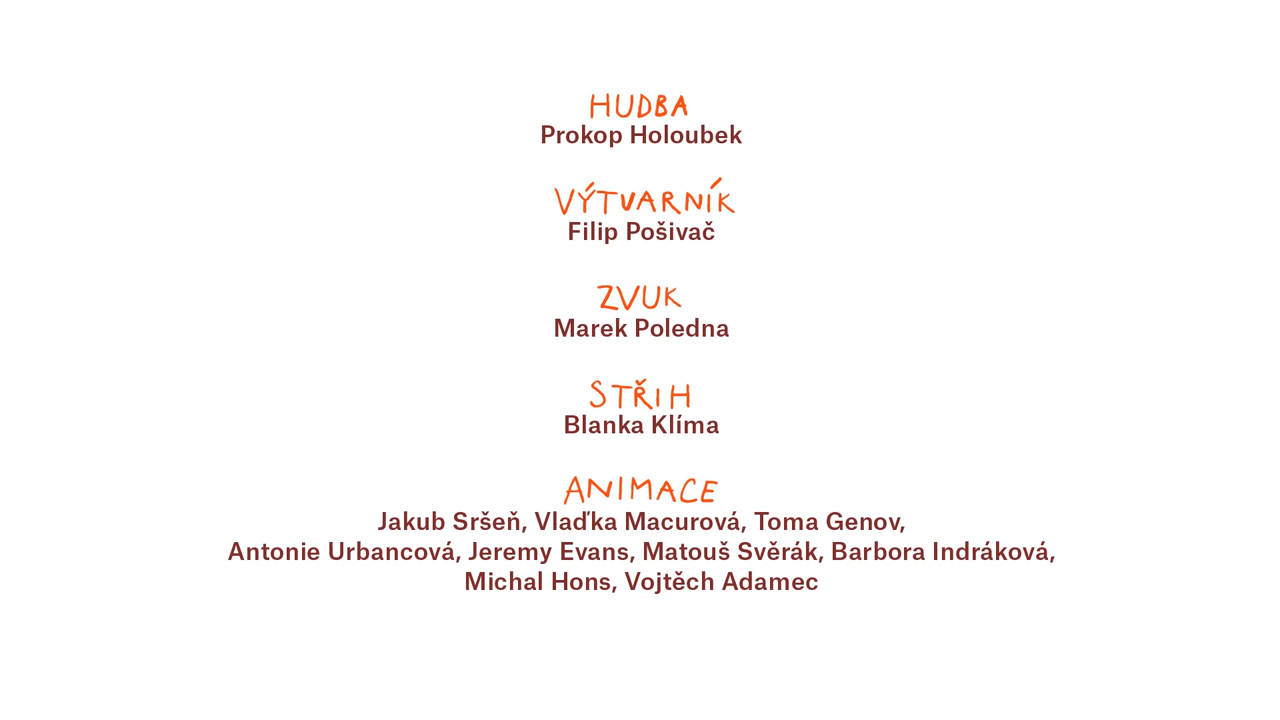 HUDBA
Prokop Holoubek
VÝTVARNÍK
Filip Pošivač
ZVUK
Marek Poledna
STŘIH
Blanka Klíma
ANIMACE
Jakub Sršeň, Vlaďka Macurová, Toma Genov,
Antonie Urbancová, Jeremy Evans, Matouš Svěrák, Barbora Indráková,
Michal Hons, Vojtěch Adamec